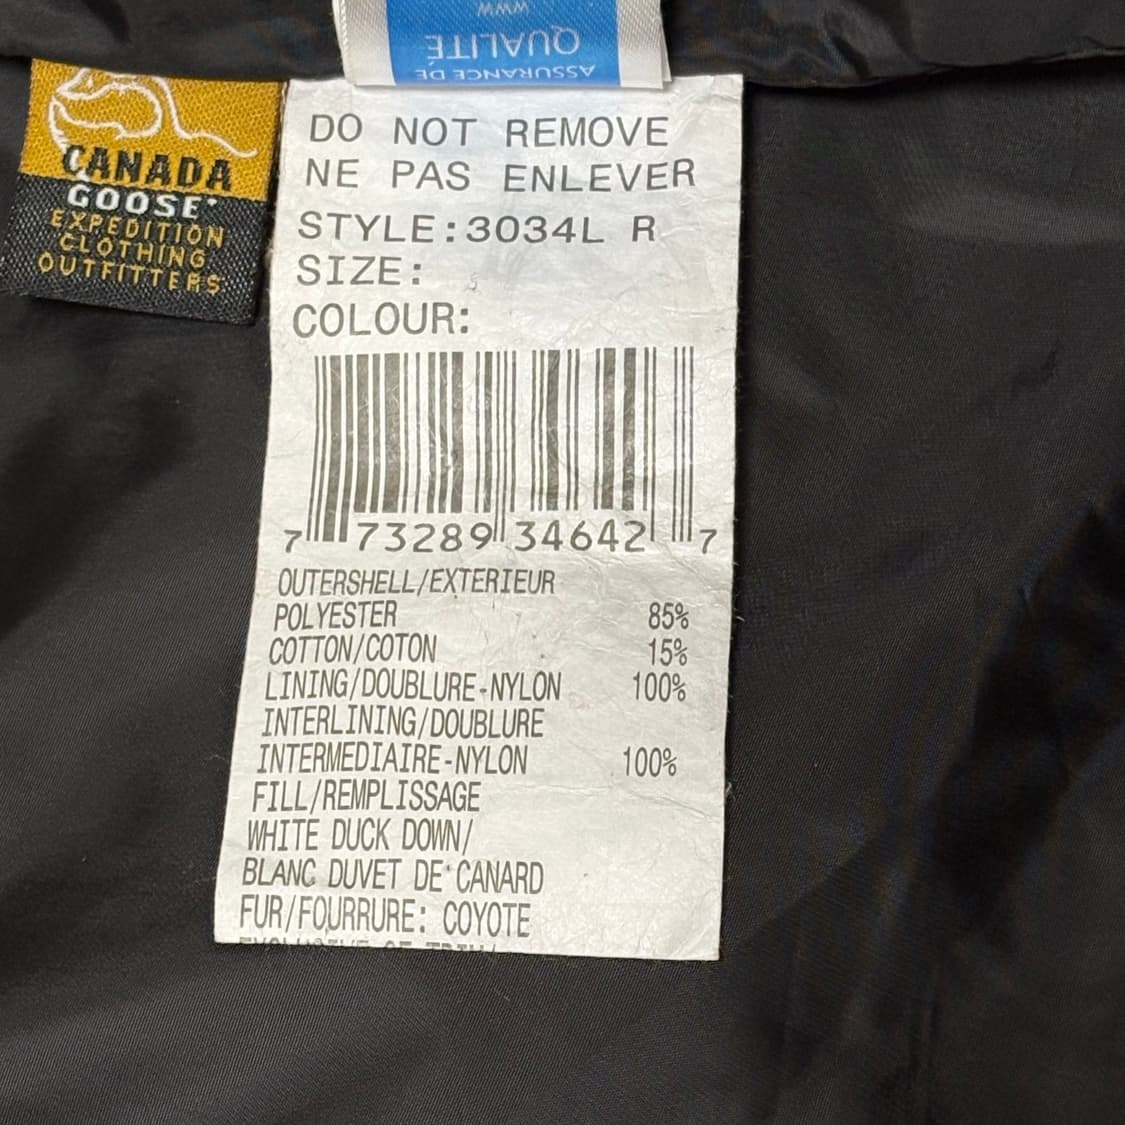 WWW
QUALITÉ
ASSURANCE DE
CANADA
GOOSE
EXPEDITION
CLOTHING
OUTFITTERS
DO NOT REMOVE
NE PAS ENLEVER
STYLE:3034L R
SIZE:
COLOUR:
7 73289 34642 7
OUTERSHELL/EXTERIEUR
POLYESTER 85%
COTTON/COTON 15%
LINING/DOUBLURE-NYLON 100%
INTERLINING/DOUBLURE
INTERMEDIAIRE-NYLON 100%
FILL/REMPLISSAGE
WHITE DUCK DOWN/
BLANC DUVET DE CANARD
FUR/FOURRURE: COYOTE